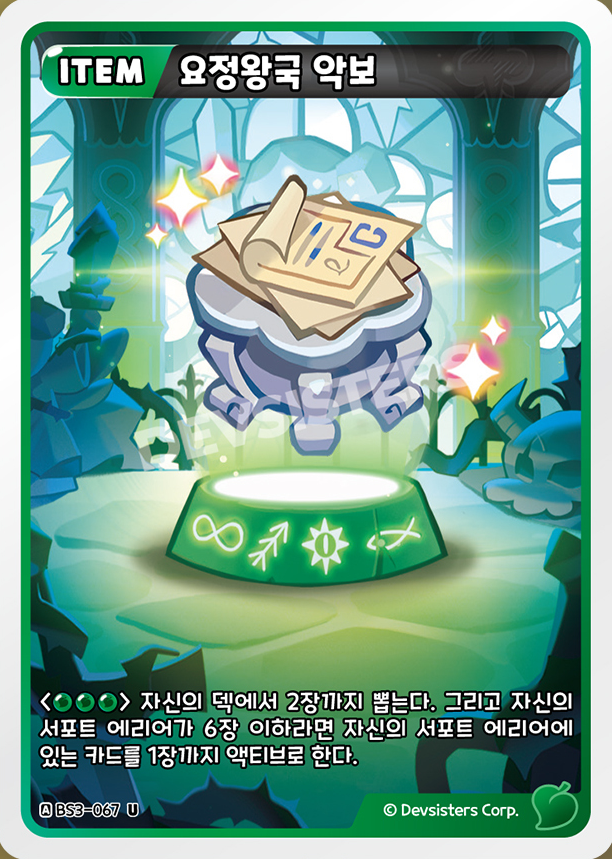 ITEM 요정왕국 악보
DEVSISTERS
<●●●> 자신의 덱에서 2장까지 뽑는다. 그리고 자신의
서포트 에리어가 6장 이하라면 자신의 서포트 에리어에
있는 카드를 1장까지 액티브로 한다.
A BS3-067 U
© Devsisters Corp.